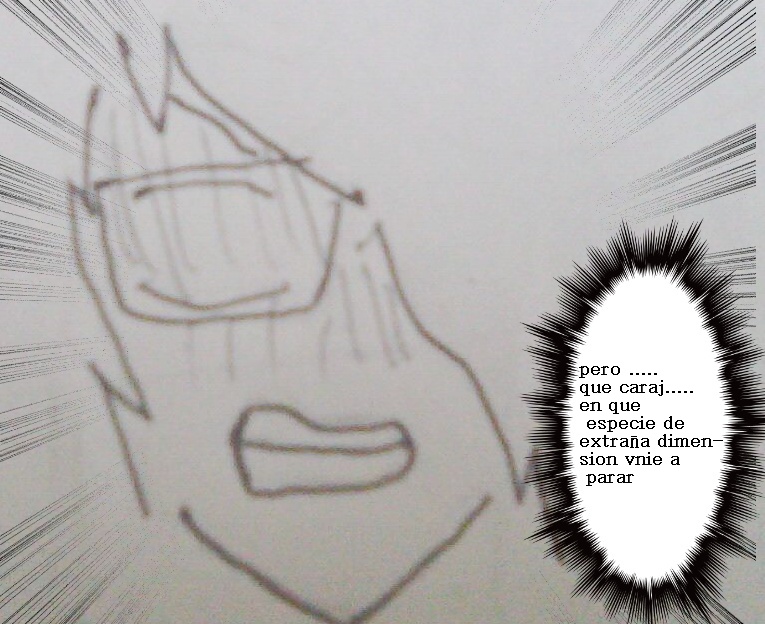 pero .....
que caraj.....
en que
especie de
extraña dimen-
sion vnie a
parar